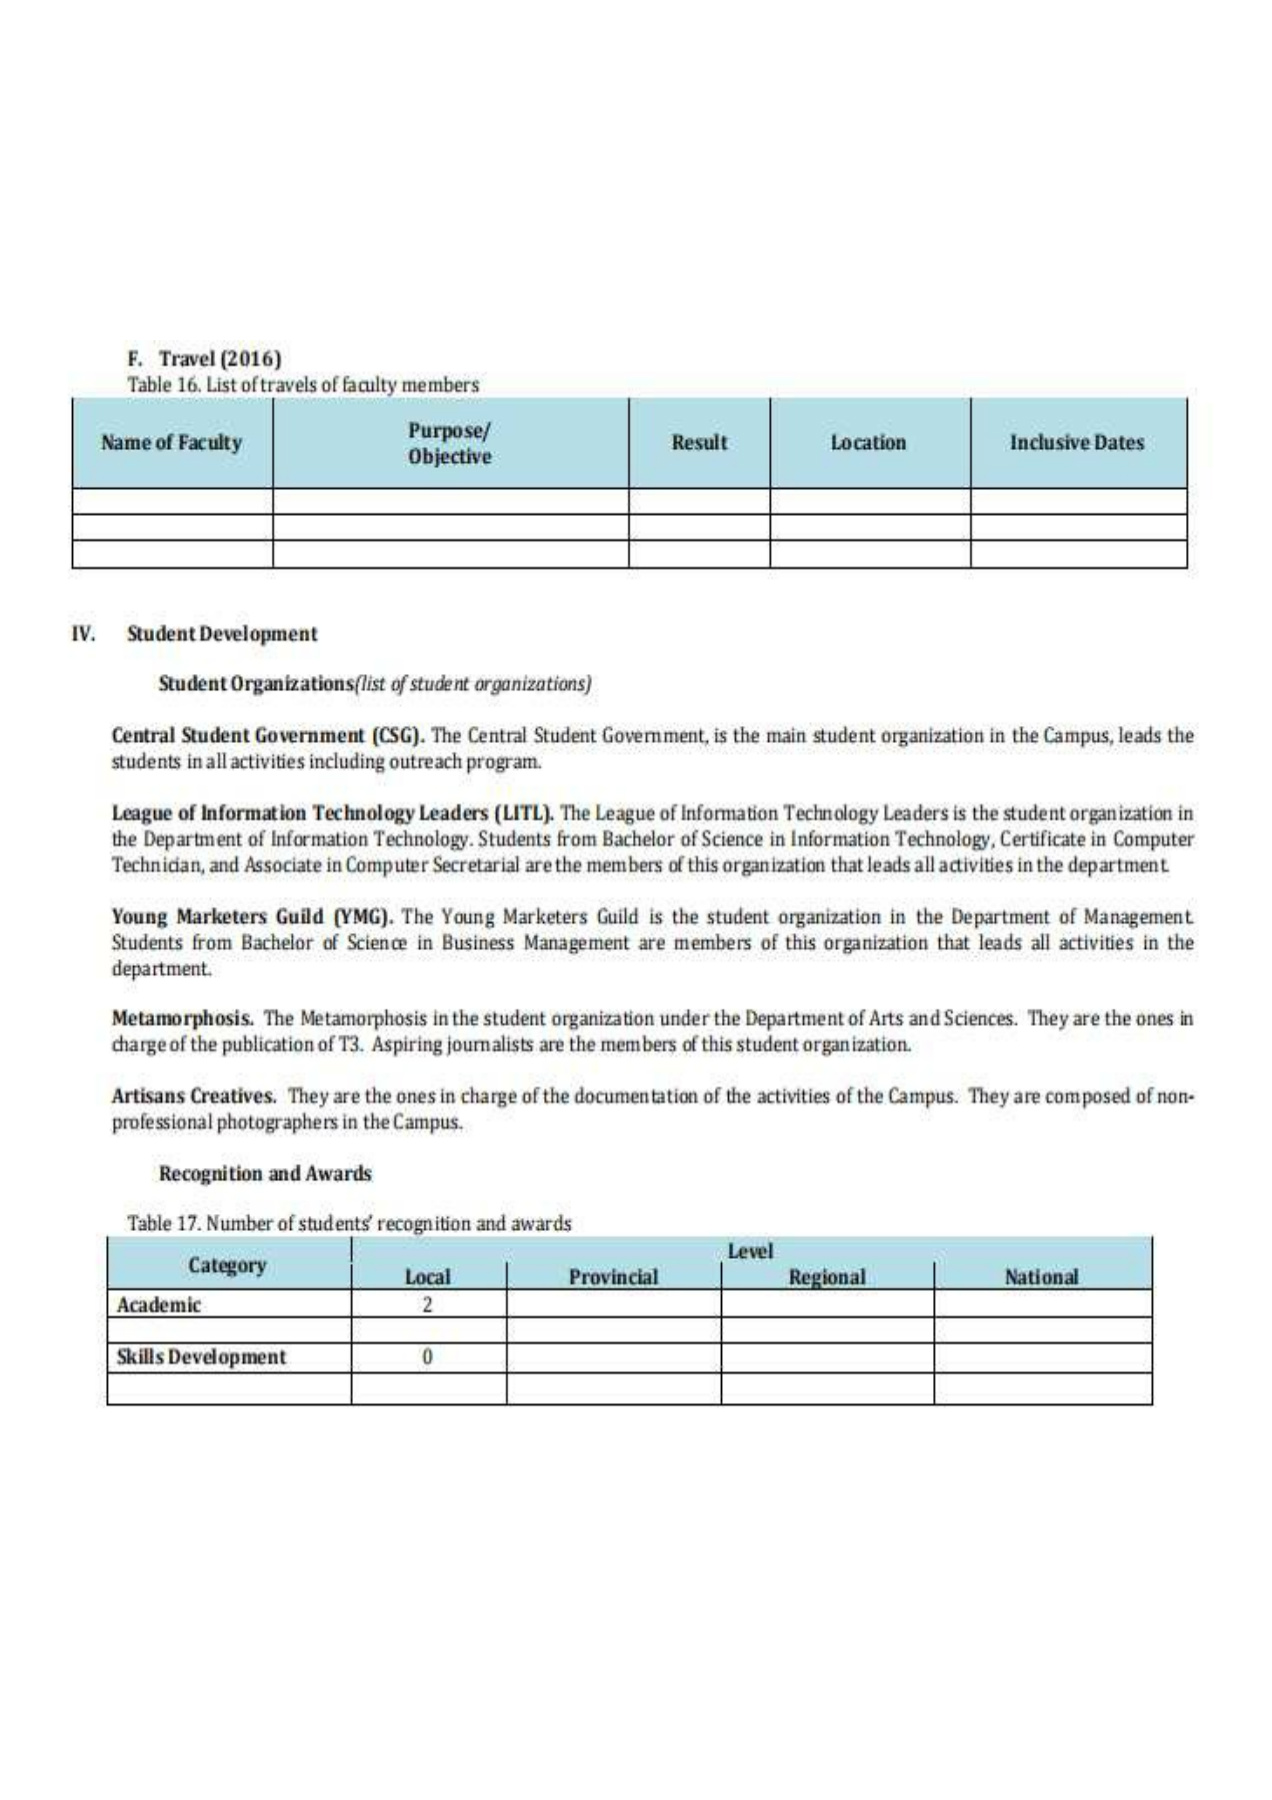 F. Travel (2016)
Table 16. List of travels of faculty members
Name of Faculty Purpose/ Objective Result Location Inclusive Dates
IV. Student Development
Student Organizations(list of student organizations)
Central Student Government (CSG). The Central Student Government, is the main student organization in the Campus, leads the
students in all activities including outreach program.
League of Information Technology Leaders (LITL). The League of Information Technology Leaders is the student organization in
the Department of Information Technology. Students from Bachelor of Science in Information Technology, Certificate in Computer
Technician, and Associate in Computer Secretarial are the members of this organization that leads all activities in the department.
Young Marketers Guild (YMG). The Young Marketers Guild is the student organization in the Department of Management.
Students from Bachelor of Science in Business Management are members of this organization that leads all activities in the
department.
Metamorphosis. The Metamorphosis in the student organization under the Department of Arts and Sciences. They are the ones in
charge of the publication of T3. Aspiring journalists are the members of this student organization.
Artisans Creatives. They are the ones in charge of the documentation of the activities of the Campus. They are composed of non-
professional photographers in the Campus.
Recognition and Awards
Table 17. Number of students' recognition and awards
Category Level
Local Provincial Regional National
Academic 2
Skills Development 0